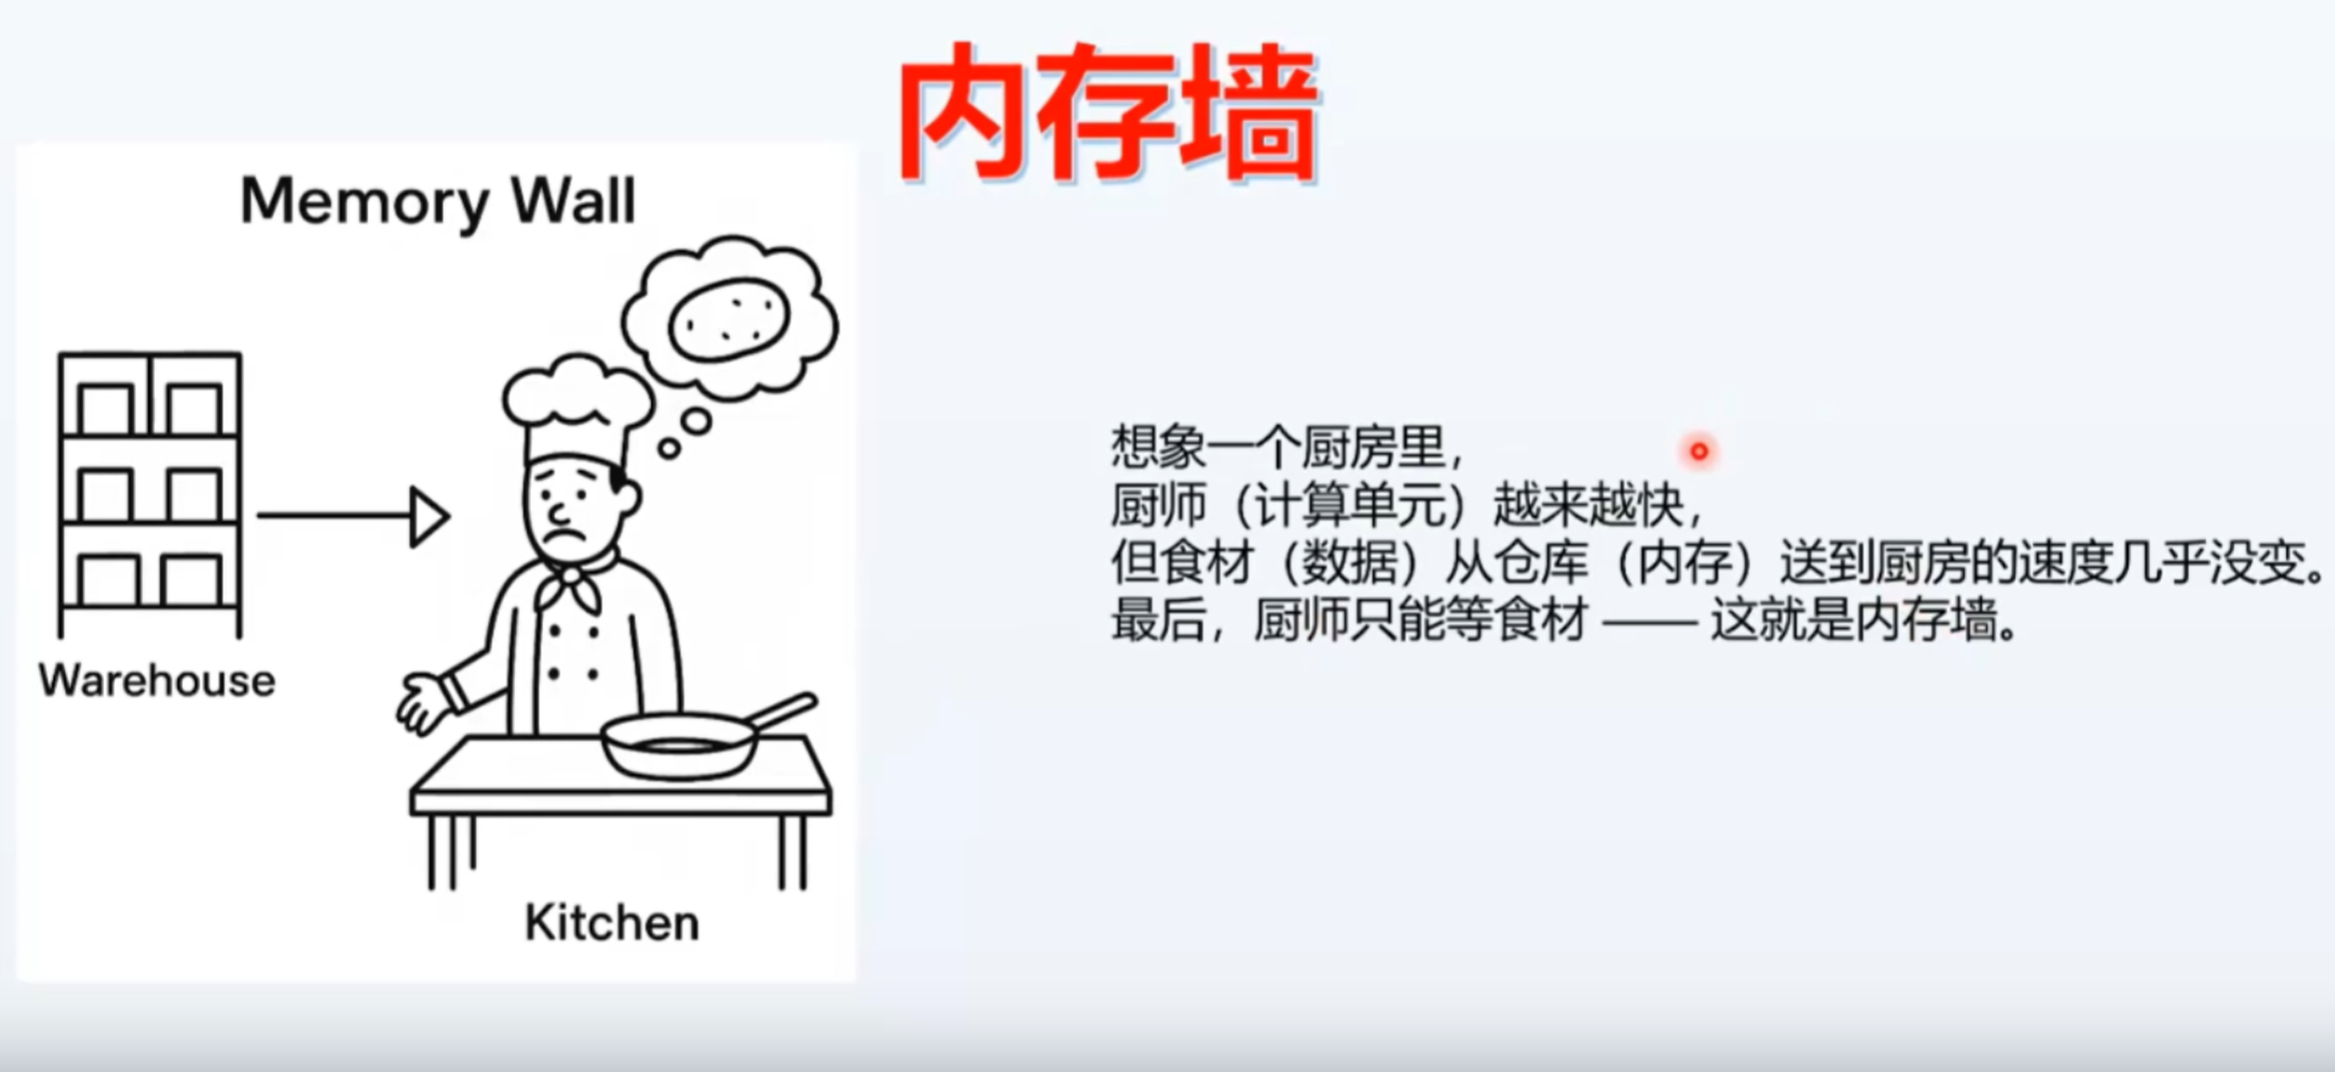 内存墙
Memory Wall
Warehouse
Kitchen
想象一个厨房里，
厨师（计算单元）越来越快，
但食材（数据）从仓库（内存）送到厨房的速度几乎没变。
最后，厨师只能等食材 —— 这就是内存墙。